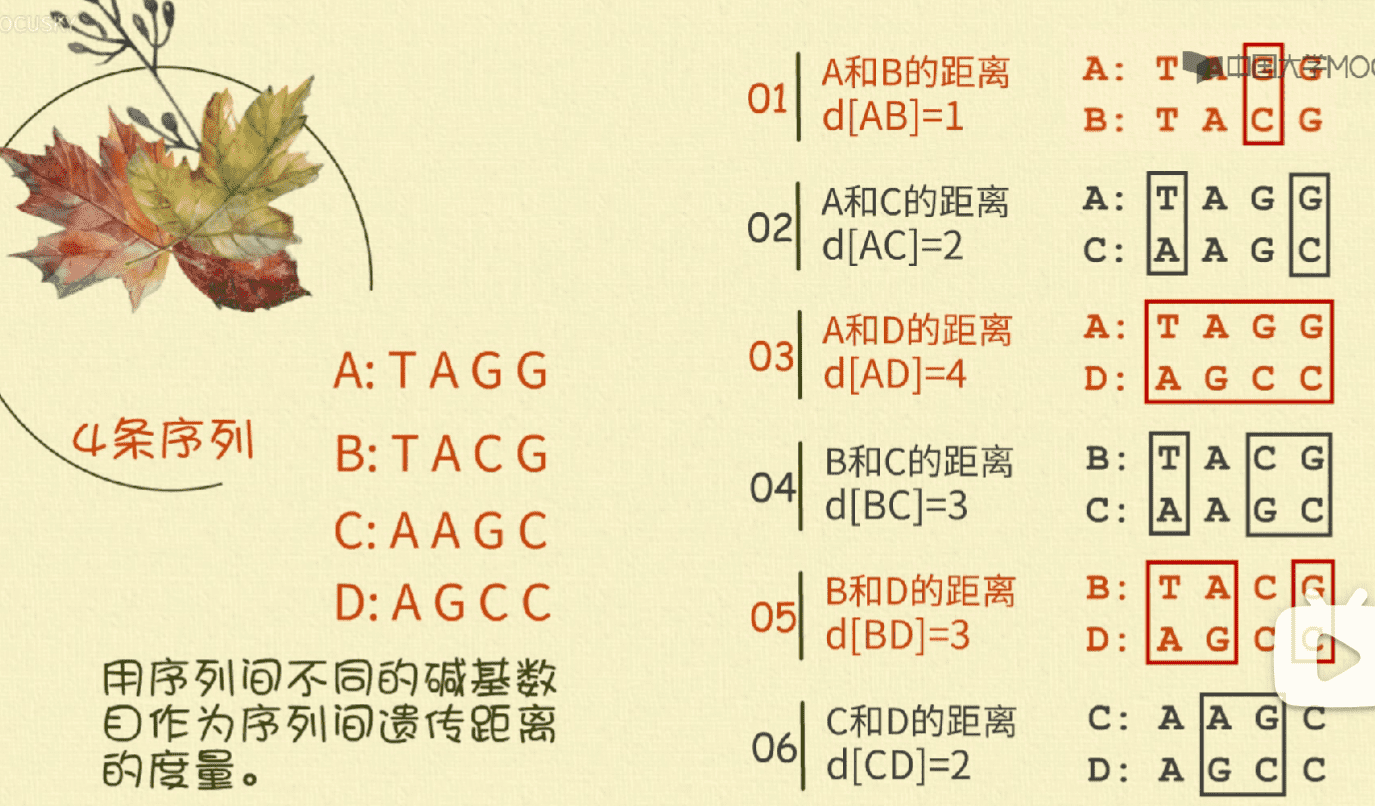 OCUSKY
4条序列
A: T A G G
B: T A C G
C: A A G C
D: A G C C
用序列间不同的碱基数
目作为序列间遗传距离
的度量。
01
A和B的距离
d[AB]=1
A: T A G G
B: T A C G
中国大学MOO
02
A和C的距离
d[AC]=2
A: T A G G
C: A A G C
03
A和D的距离
d[AD]=4
A: T A G G
D: A G C C
04
B和C的距离
d[BC]=3
B: T A C G
C: A A G C
05
B和D的距离
d[BD]=3
B: T A C G
D: A G C C
06
C和D的距离
d[CD]=2
C: A A G C
D: A G C C